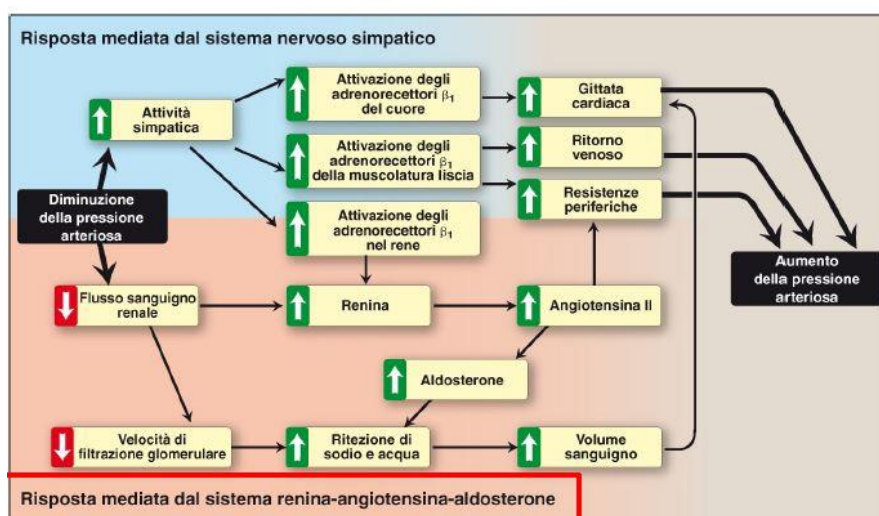 Risposta mediata dal sistema nervoso simpatico
Attività
simpatica
Attivazione degli
adrenorecettori β1
del cuore
Gittata
cardiaca
Attivazione degli
adrenorecettori β1
della muscolatura liscia
Ritorno
venoso
Resistenze
periferiche
Diminuzione
della pressione
arteriosa
Attivazione degli
adrenorecettori β1
nel rene
Aumento
della pressione
arteriosa
Flusso sanguigno
renale
Renina
Angiotensina II
Aldosterone
Velocità di
filtrazione glomerulare
Ritezione di
sodio e acqua
Volume
sanguigno
Risposta mediata dal sistema renina-angiotensina-aldosterone